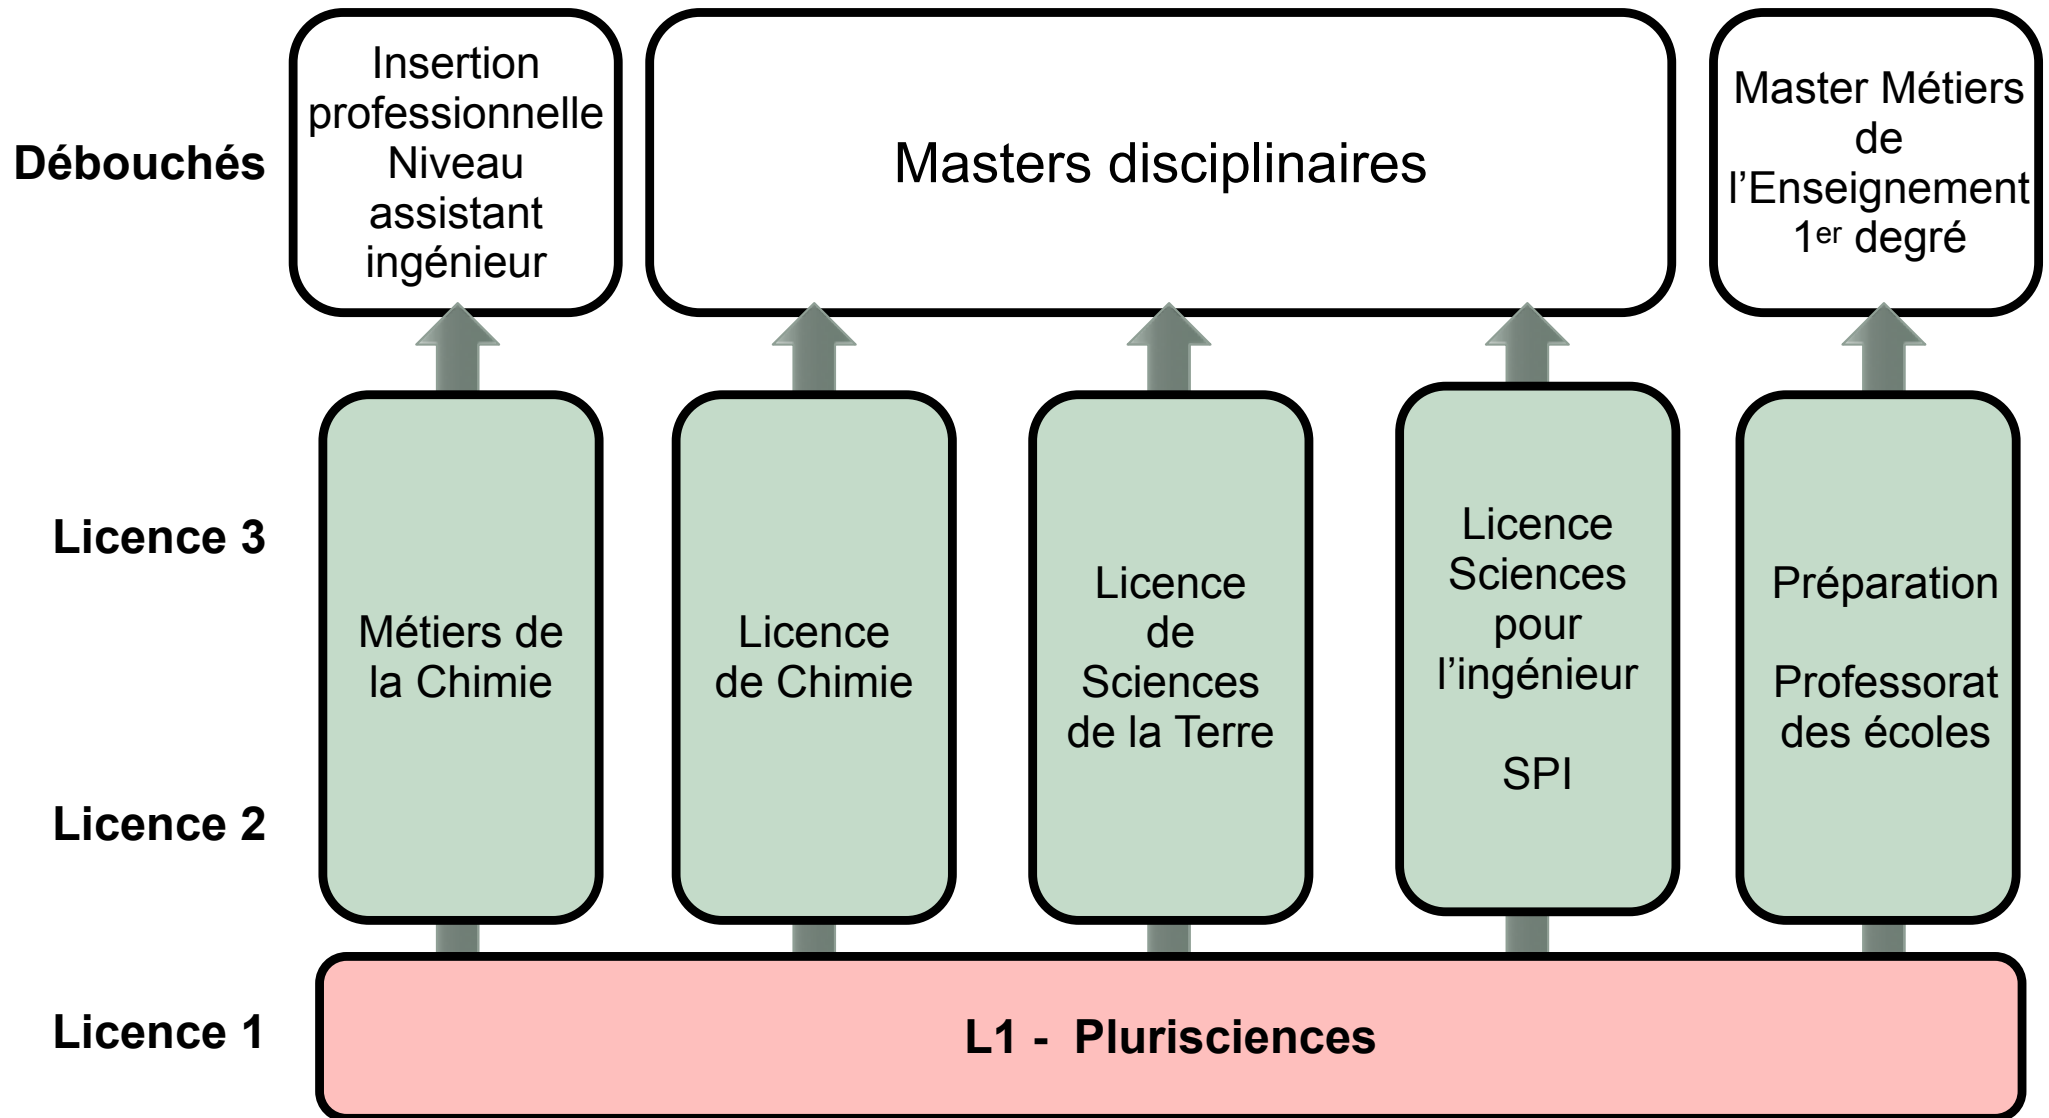 Débouchés
Insertion
professionnelle
Niveau
assistant
ingénieur
Masters disciplinaires
Master Métiers
de
l’Enseignement
1er degré
Licence 3
Licence 2
Métiers de
la Chimie
Licence
de Chimie
Licence
de
Sciences
de la Terre
Licence
Sciences
pour
l’ingénieur
SPI
Préparation
Professorat
des écoles
Licence 1
L1 - Plurisciences